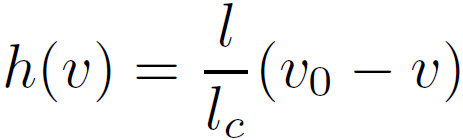 h(v) = \frac{l}{l_c}(v_0 - v)